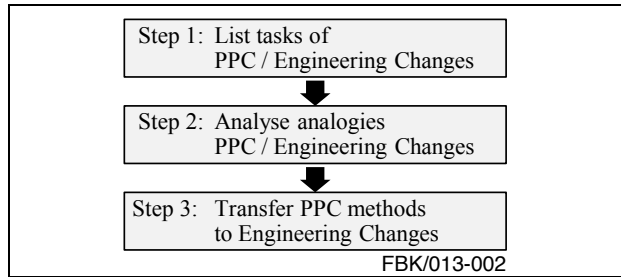 Step 1: List tasks of
PPC / Engineering Changes
Step 2: Analyse analogies
PPC / Engineering Changes
Step 3: Transfer PPC methods
to Engineering Changes
FBK/013-002